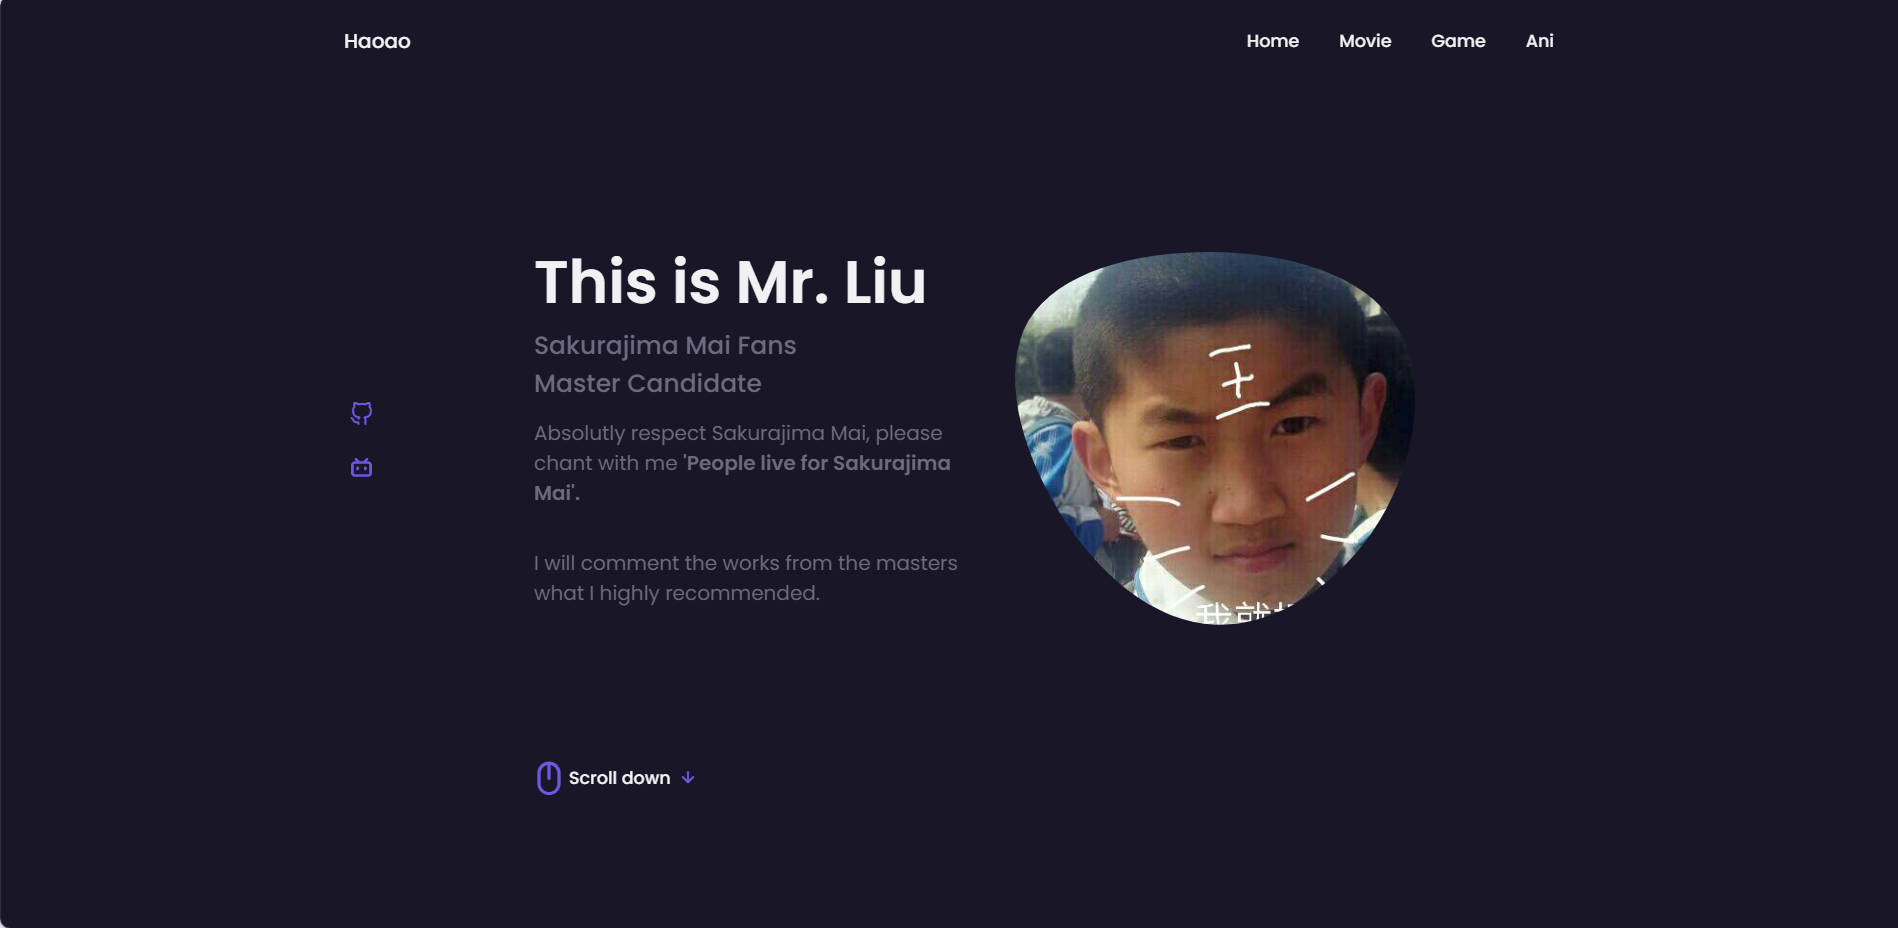 Haoao
Home Movie Game Ani
This is Mr. Liu
Sakurajima Mai Fans
Master Candidate
Absolutly respect Sakurajima Mai, please
chant with me 'People live for Sakurajima
Mai'.
I will comment the works from the masters
what I highly recommended.
王
我就
Scroll down